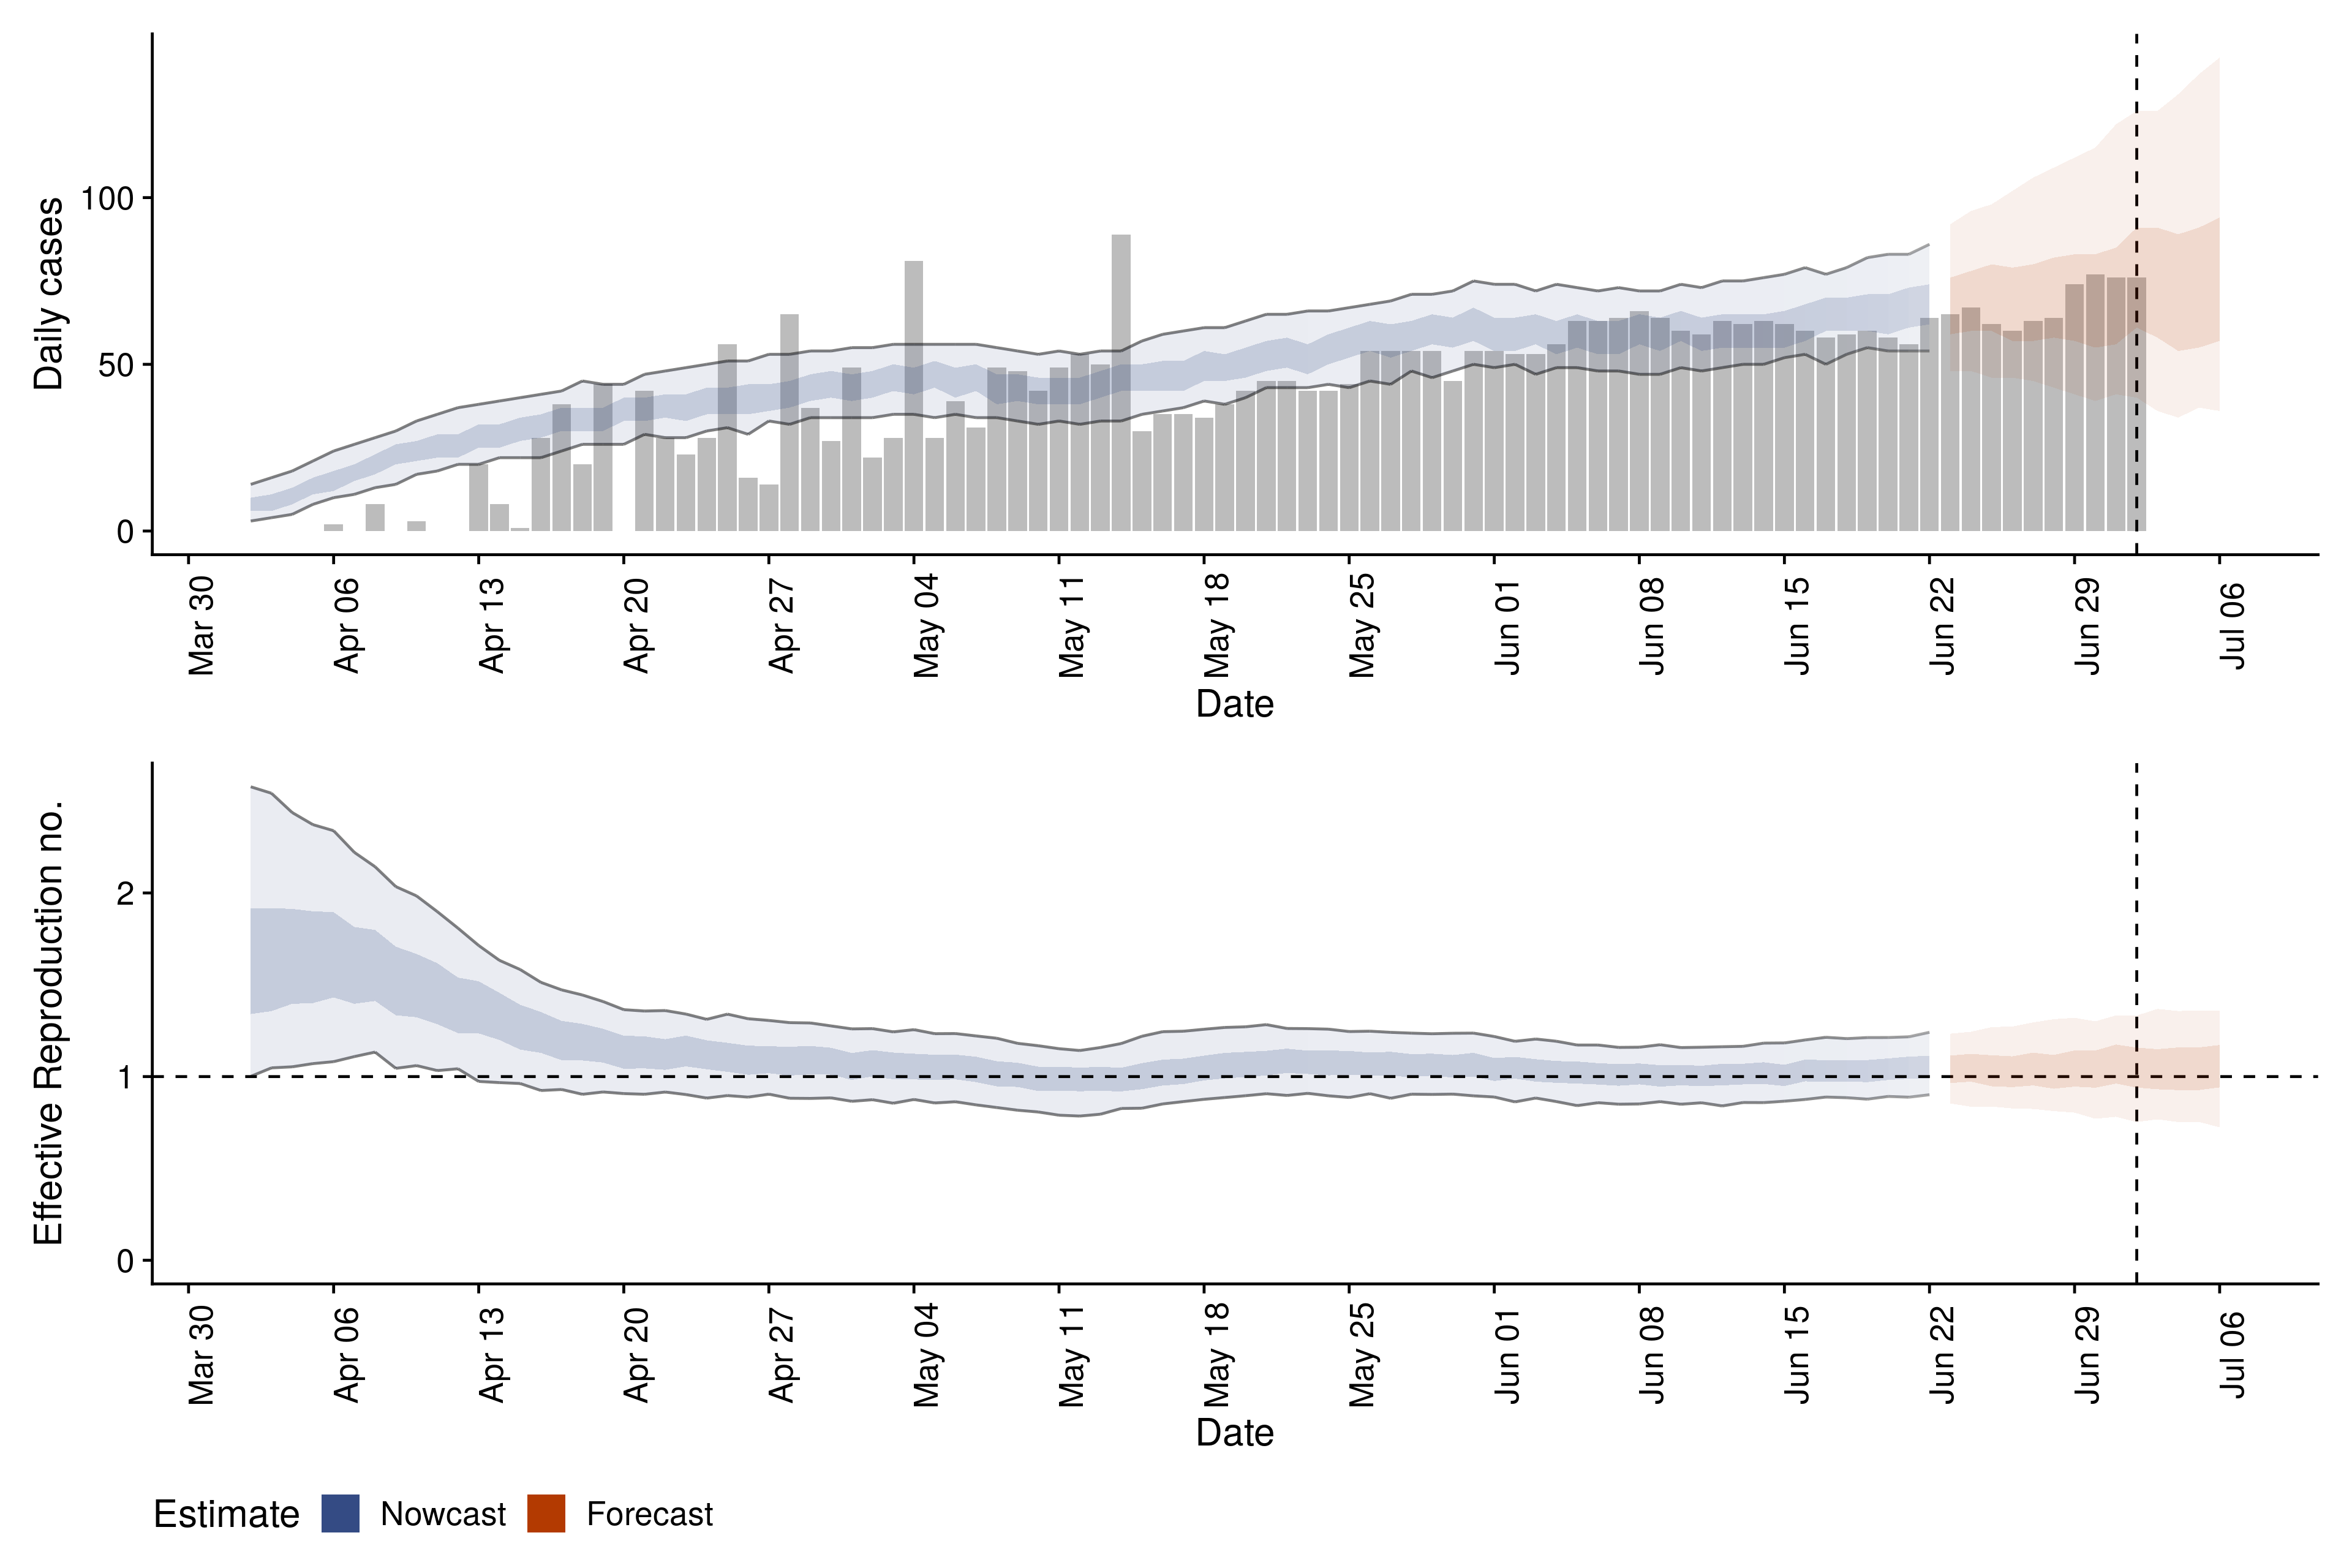 Daily cases
100
50
0
Mar 30
Apr 06
Apr 13
Apr 20
Apr 27
May 04
May 11
May 18
May 25
Jun 01
Jun 08
Jun 15
Jun 22
Jun 29
Jul 06
Date
Effective Reproduction no.
2
1
0
Mar 30
Apr 06
Apr 13
Apr 20
Apr 27
May 04
May 11
May 18
May 25
Jun 01
Jun 08
Jun 15
Jun 22
Jun 29
Jul 06
Date
Estimate Nowcast Forecast